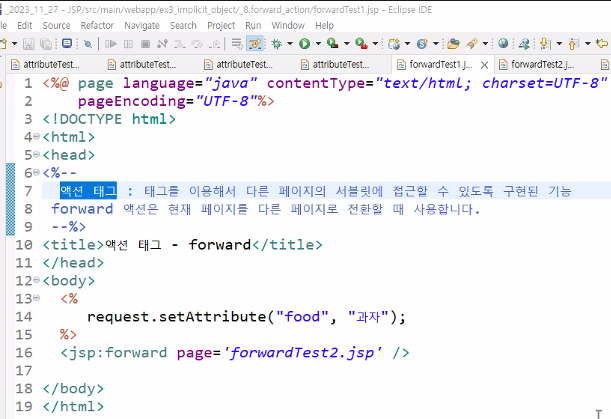 2023_11_27 - JSP/src/main/webapp/ex3_implicit_object/_8.forward_action/forwardTest1.jsp - Eclipse IDE
File Edit Source Refactor Navigate Search Project Run Window Help
attributeTest... attributeTest... attributeTest... attributeTest... forwardTest1.j... forwardTest2.j...
1 <%@ page language="java" contentType="text/html; charset=UTF-8"
2 pageEncoding="UTF-8"%>
3 <!DOCTYPE html>
4 <html>
5 <head>
6 <%--
7 액션 태그 : 태그를 이용해서 다른 페이지의 서블릿에 접근할 수 있도록 구현된 기능
8 forward 액션은 현재 페이지를 다른 페이지로 전환할 때 사용합니다.
9 --%>
10 <title>액션 태그 - forward</title>
11 </head>
12 <body>
13 <%
14 request.setAttribute("food", "과자");
15 %>
16 <jsp:forward page='forwardTest2.jsp' />
17
18 </body>
19 </html>